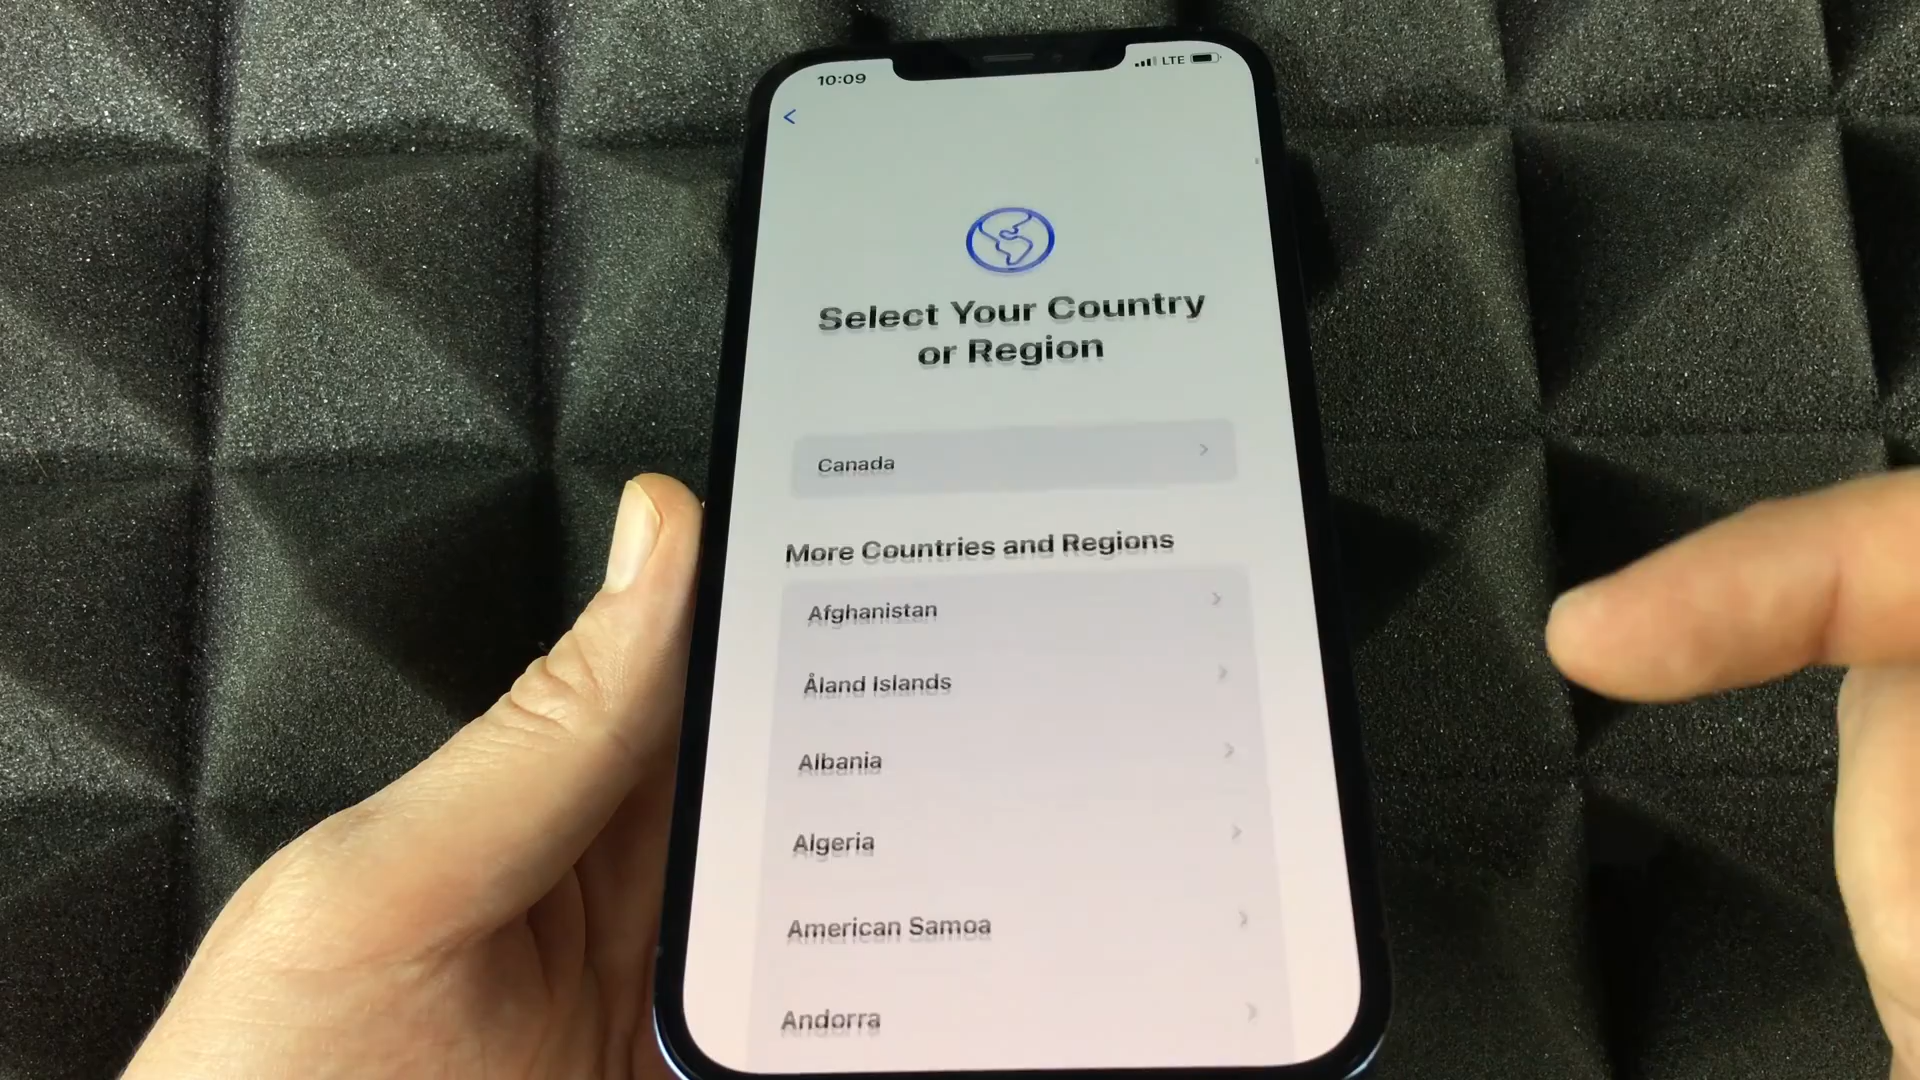 10:09
LTE
<
Select Your Country
or Region
Canada
More Countries and Regions
Afghanistan
Åland Islands
Albania
Algeria
American Samoa
Andorra